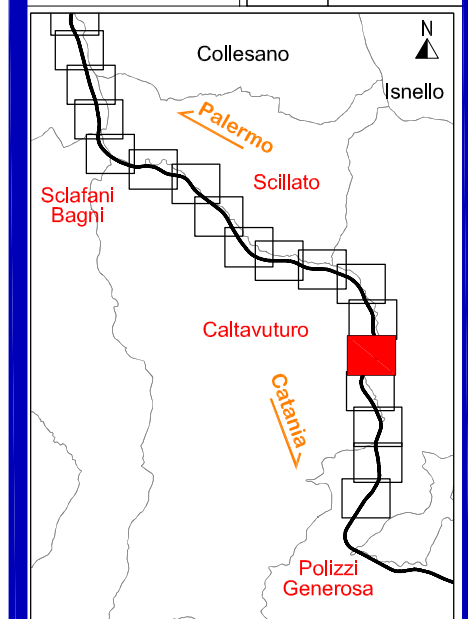 N
Collesano
Isnello
Palermo
Scillato
Sclafani
Bagni
Caltavuturo
Catania
Polizzi
Generosa